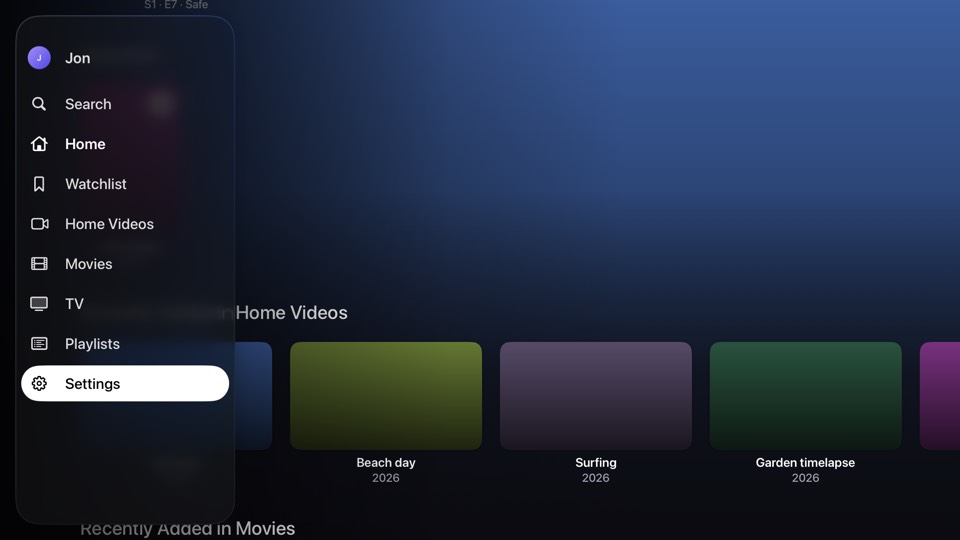 S1 · E7 · Safe
J
Jon
Search
Home
Watchlist
Home Videos
Movies
TV
Playlists
Settings
Home Videos
Beach day
2026
Surfing
2026
Garden timelapse
2026
Recently Added in Movies